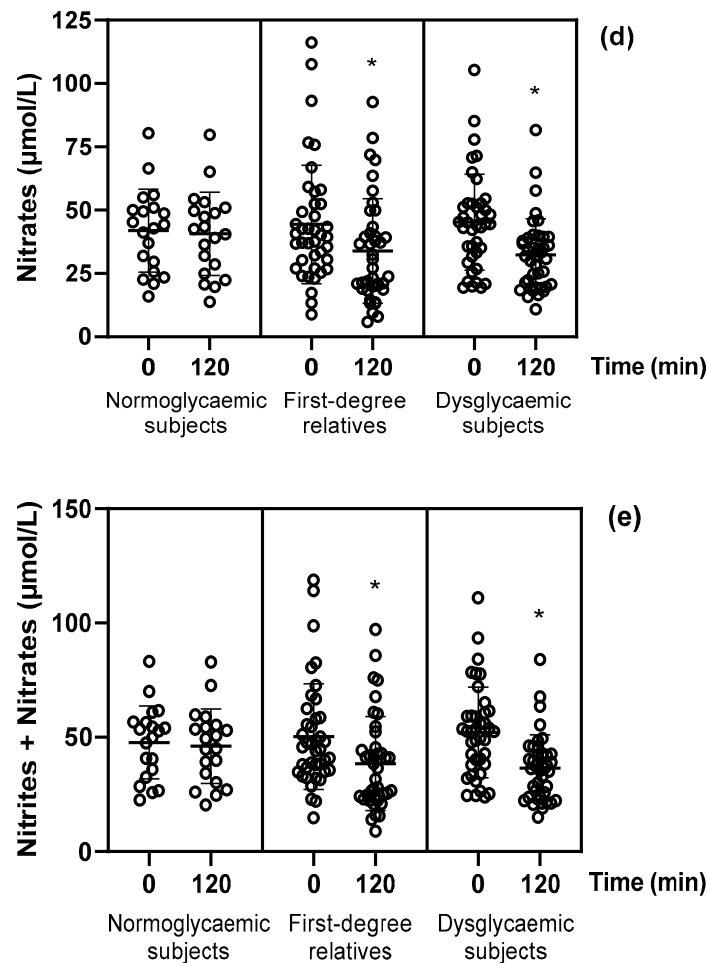 (d)
Nitrates (µmol/L)
125
100
75
50
25
0
*
*
0 120 0 120 0 120 Time (min)
Normoglycaemic subjects
First-degree relatives
Dysglycaemic subjects
(e)
Nitrites + Nitrates (µmol/L)
150
100
50
0
*
*
0 120 0 120 0 120 Time (min)
Normoglycaemic subjects
First-degree relatives
Dysglycaemic subjects